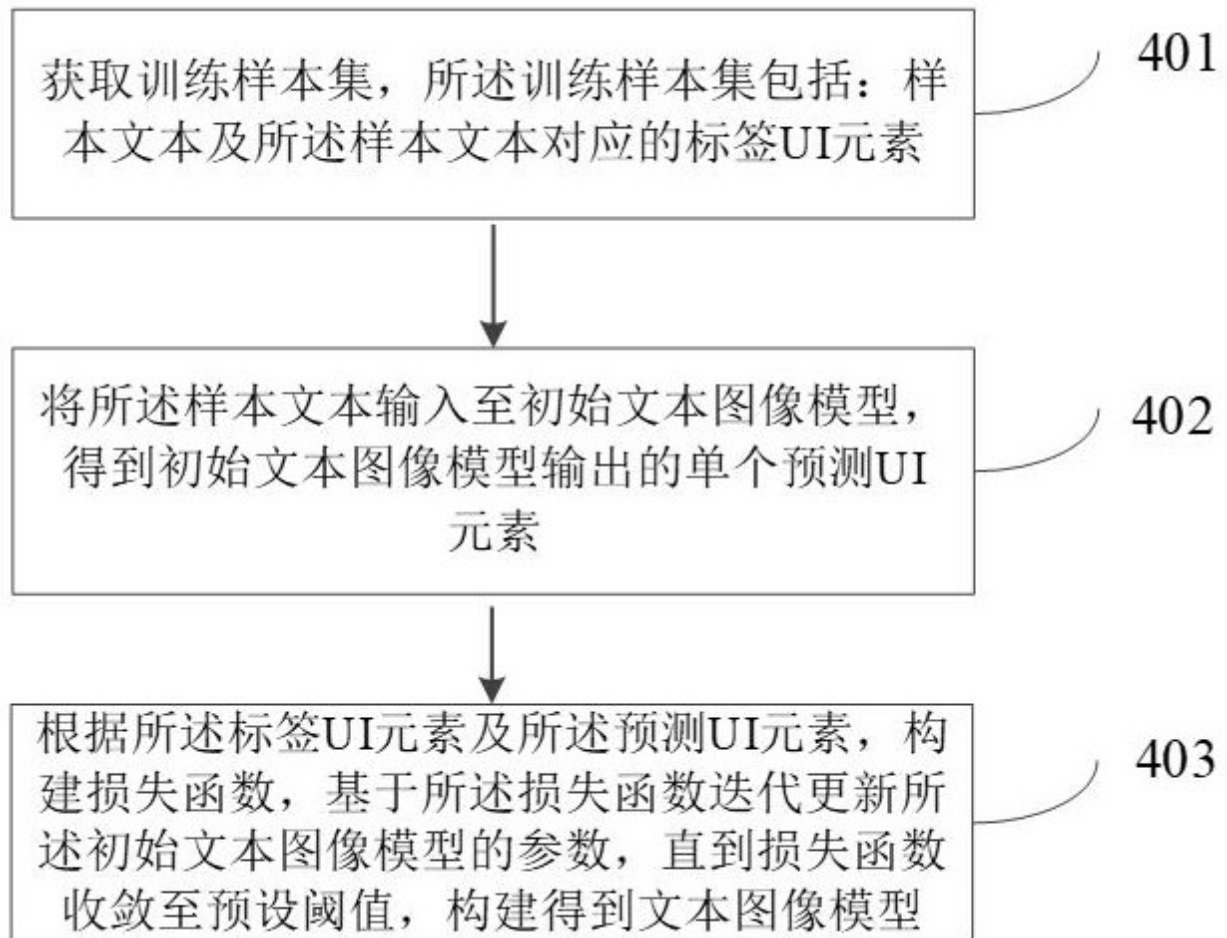 获取训练样本集，所述训练样本集包括：样
本文本及所述样本文本对应的标签UI元素
401
将所述样本文本输入至初始文本图像模型，
得到初始文本图像模型输出的单个预测UI
元素
402
根据所述标签UI元素及所述预测UI元素，构
建损失函数，基于所述损失函数迭代更新所
述初始文本图像模型的参数，直到损失函数
收敛至预设阈值，构建得到文本图像模型
403